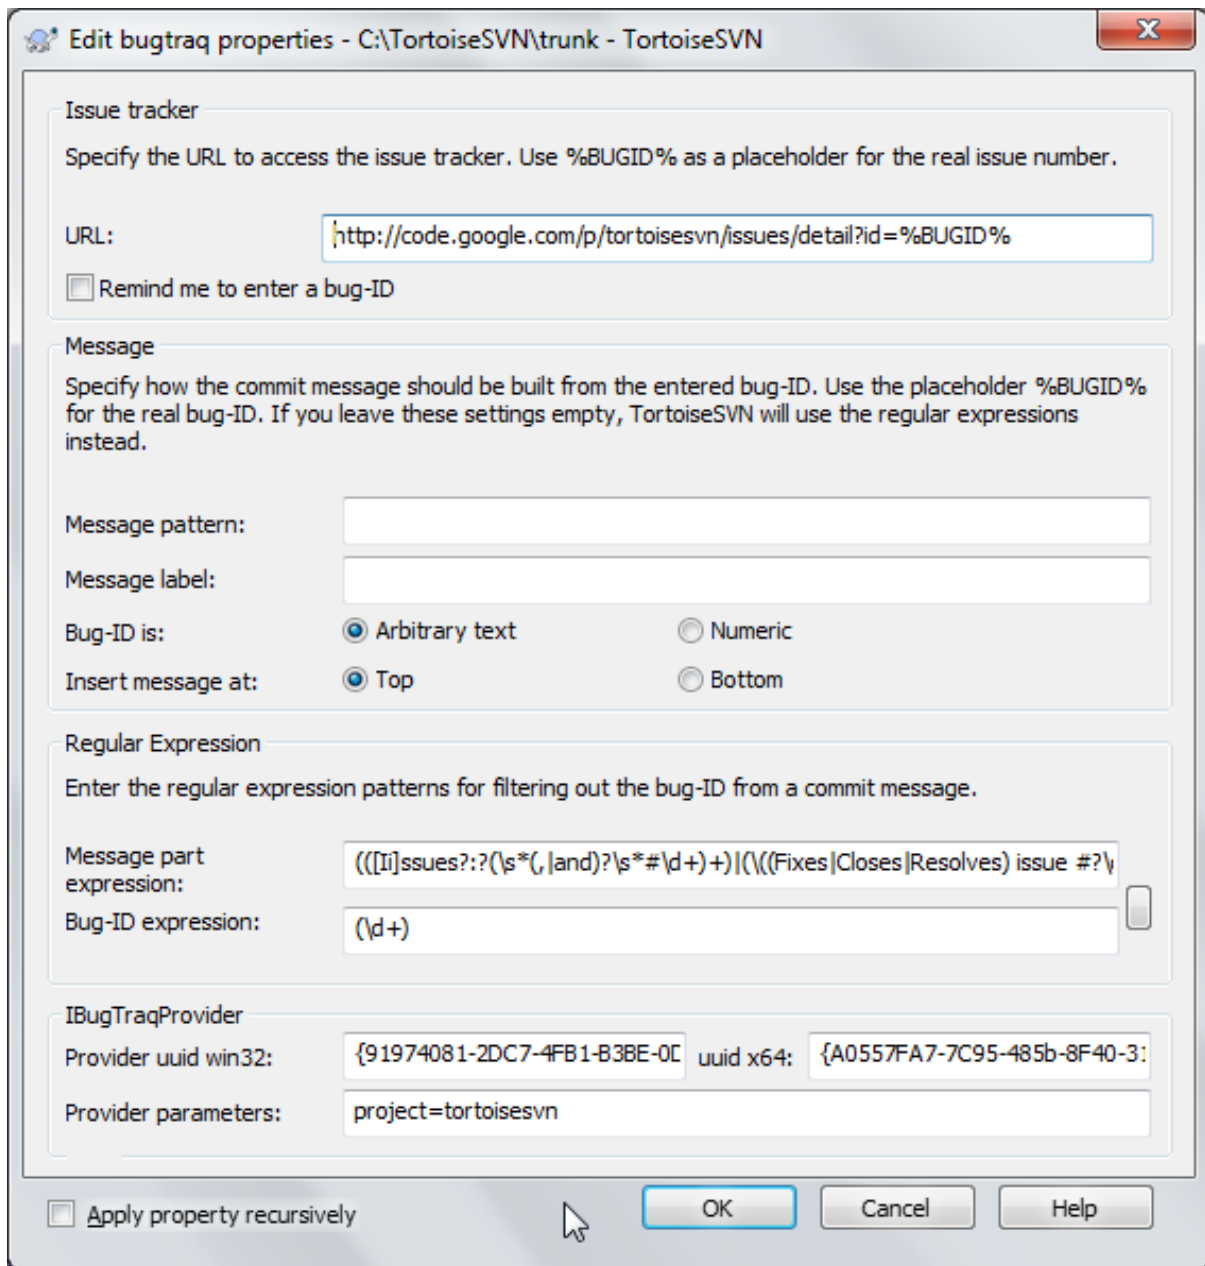 Edit bugtraq properties - C:\TortoiseSVN\trunk - TortoiseSVN
Issue tracker
Specify the URL to access the issue tracker. Use %BUGID% as a placeholder for the real issue number.
URL: http://code.google.com/p/tortoisesvn/issues/detail?id=%BUGID%
Remind me to enter a bug-ID
Message
Specify how the commit message should be built from the entered bug-ID. Use the placeholder %BUGID%
for the real bug-ID. If you leave these settings empty, TortoiseSVN will use the regular expressions
instead.
Message pattern:
Message label:
Bug-ID is: Arbitrary text Numeric
Insert message at: Top Bottom
Regular Expression
Enter the regular expression patterns for filtering out the bug-ID from a commit message.
Message part
expression: (([Ii]ssues?:?(\s*(,|and)?\s*#\d+)+)|(\((Fixes|Closes|Resolves) issue #?\
Bug-ID expression: (\d+)
IBugTraqProvider
Provider uuid win32: {91974081-2DC7-4FB1-B3BE-0D uuid x64: {A0557FA7-7C95-485b-8F40-31
Provider parameters: project=tortoisesvn
Apply property recursively OK Cancel Help